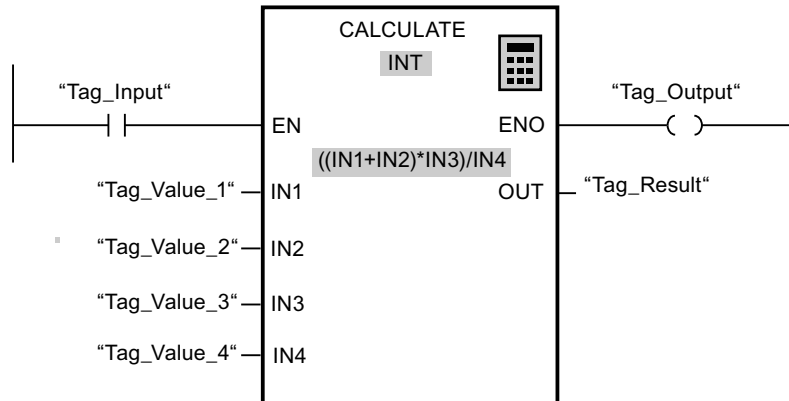 CALCULATE
INT
“Tag_Input“
“Tag_Output“
EN
ENO
((IN1+IN2)*IN3)/IN4
“Tag_Value_1“
IN1
OUT
“Tag_Result“
“Tag_Value_2“
IN2
“Tag_Value_3“
IN3
“Tag_Value_4“
IN4